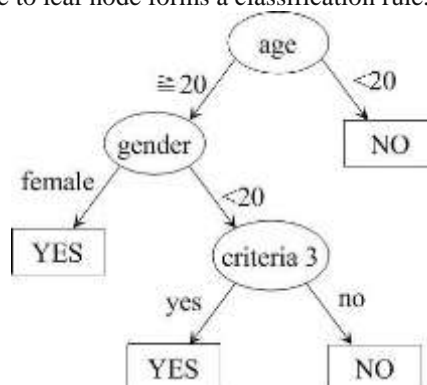 e to leaf node forms a classification rule.
age
≧20
<20
gender
NO
female
<20
YES
criteria 3
yes
no
YES
NO